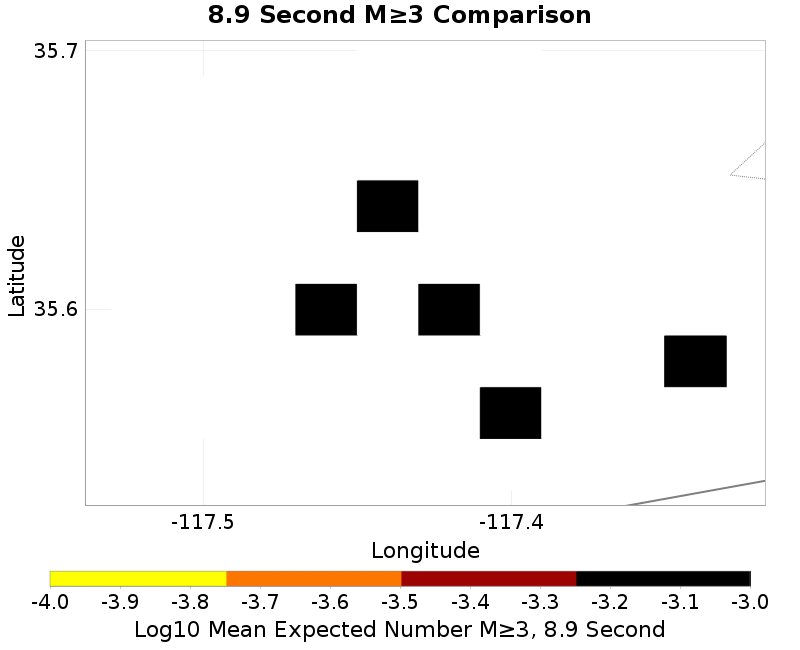 8.9 Second M≥3 Comparison
35.7
35.6
Latitude
-117.5 -117.4
Longitude
-4.0 -3.9 -3.8 -3.7 -3.6 -3.5 -3.4 -3.3 -3.2 -3.1 -3.0
Log10 Mean Expected Number M≥3, 8.9 Second